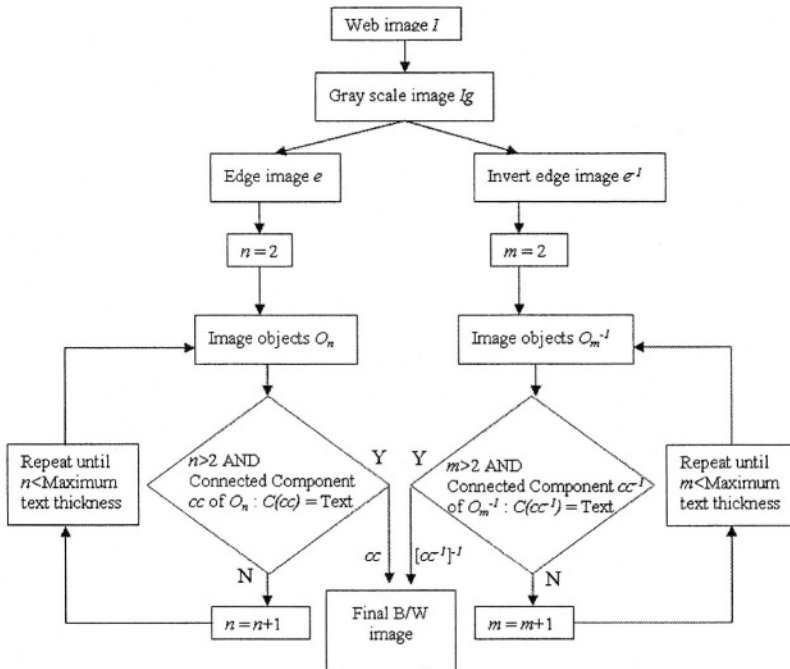 Web image I
Gray scale image Ig
Edge image e
Invert edge image e⁻¹
n = 2
m = 2
Image objects Oₙ
Image objects Oₘ⁻¹
Repeat until
n<Maximum
text thickness
n>2 AND
Connected Component
cc of Oₙ : C(cc) = Text
Y
N
Y
m>2 AND
Connected Component cc⁻¹
of Oₘ⁻¹ : C(cc⁻¹) = Text
N
Repeat until
m<Maximum
text thickness
cc
[cc⁻¹]⁻¹
n = n+1
Final B/W
image
m = m+1